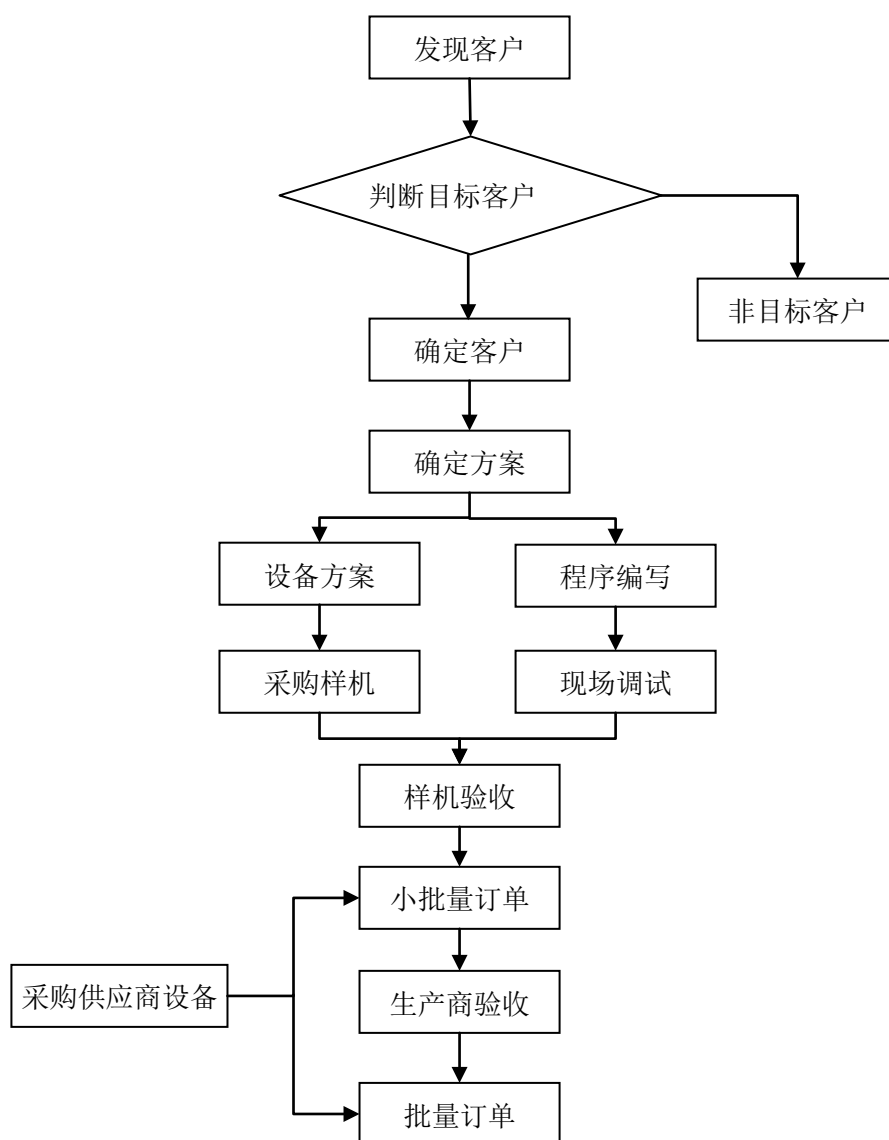 发现客户
判断目标客户
非目标客户
确定客户
确定方案
设备方案
程序编写
采购样机
现场调试
样机验收
小批量订单
采购供应商设备
生产商验收
批量订单